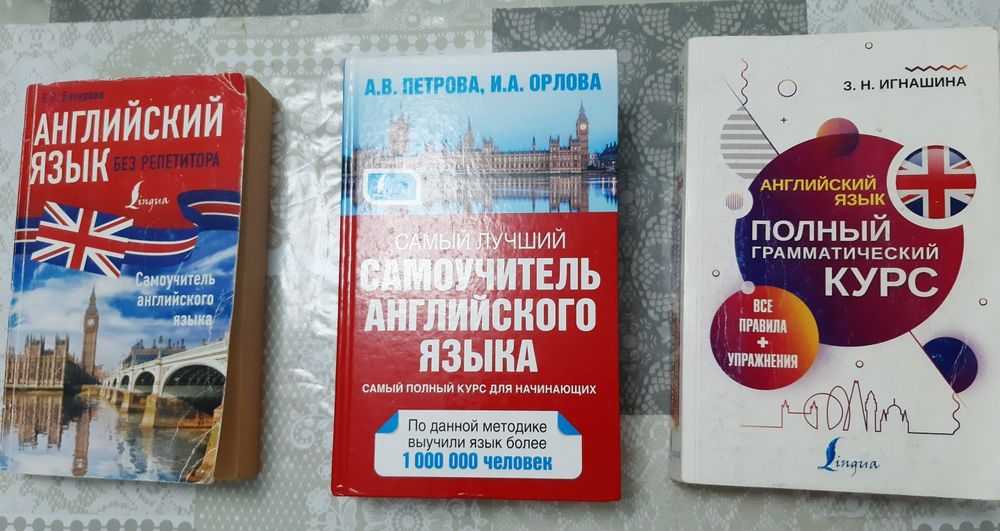 АНГЛИЙСКИЙ
ЯЗЫК БЕЗ РЕПЕТИТОРА
Lingua
Самоучитель
английского
языка
А.В. ПЕТРОВА, И.А. ОРЛОВА
САМЫЙ ЛУЧШИЙ
САМОУЧИТЕЛЬ
АНГЛИЙСКОГО
ЯЗЫКА
САМЫЙ ПОЛНЫЙ КУРС ДЛЯ НАЧИНАЮЩИХ
По данной методике
выучили язык более
1 000 000 человек
З. Н. ИГНАШИНА
АНГЛИЙСКИЙ
ЯЗЫК
ПОЛНЫЙ
ГРАММАТИЧЕСКИЙ
КУРС
ВСЕ
ПРАВИЛА
+
УПРАЖНЕНИЯ
Lingua